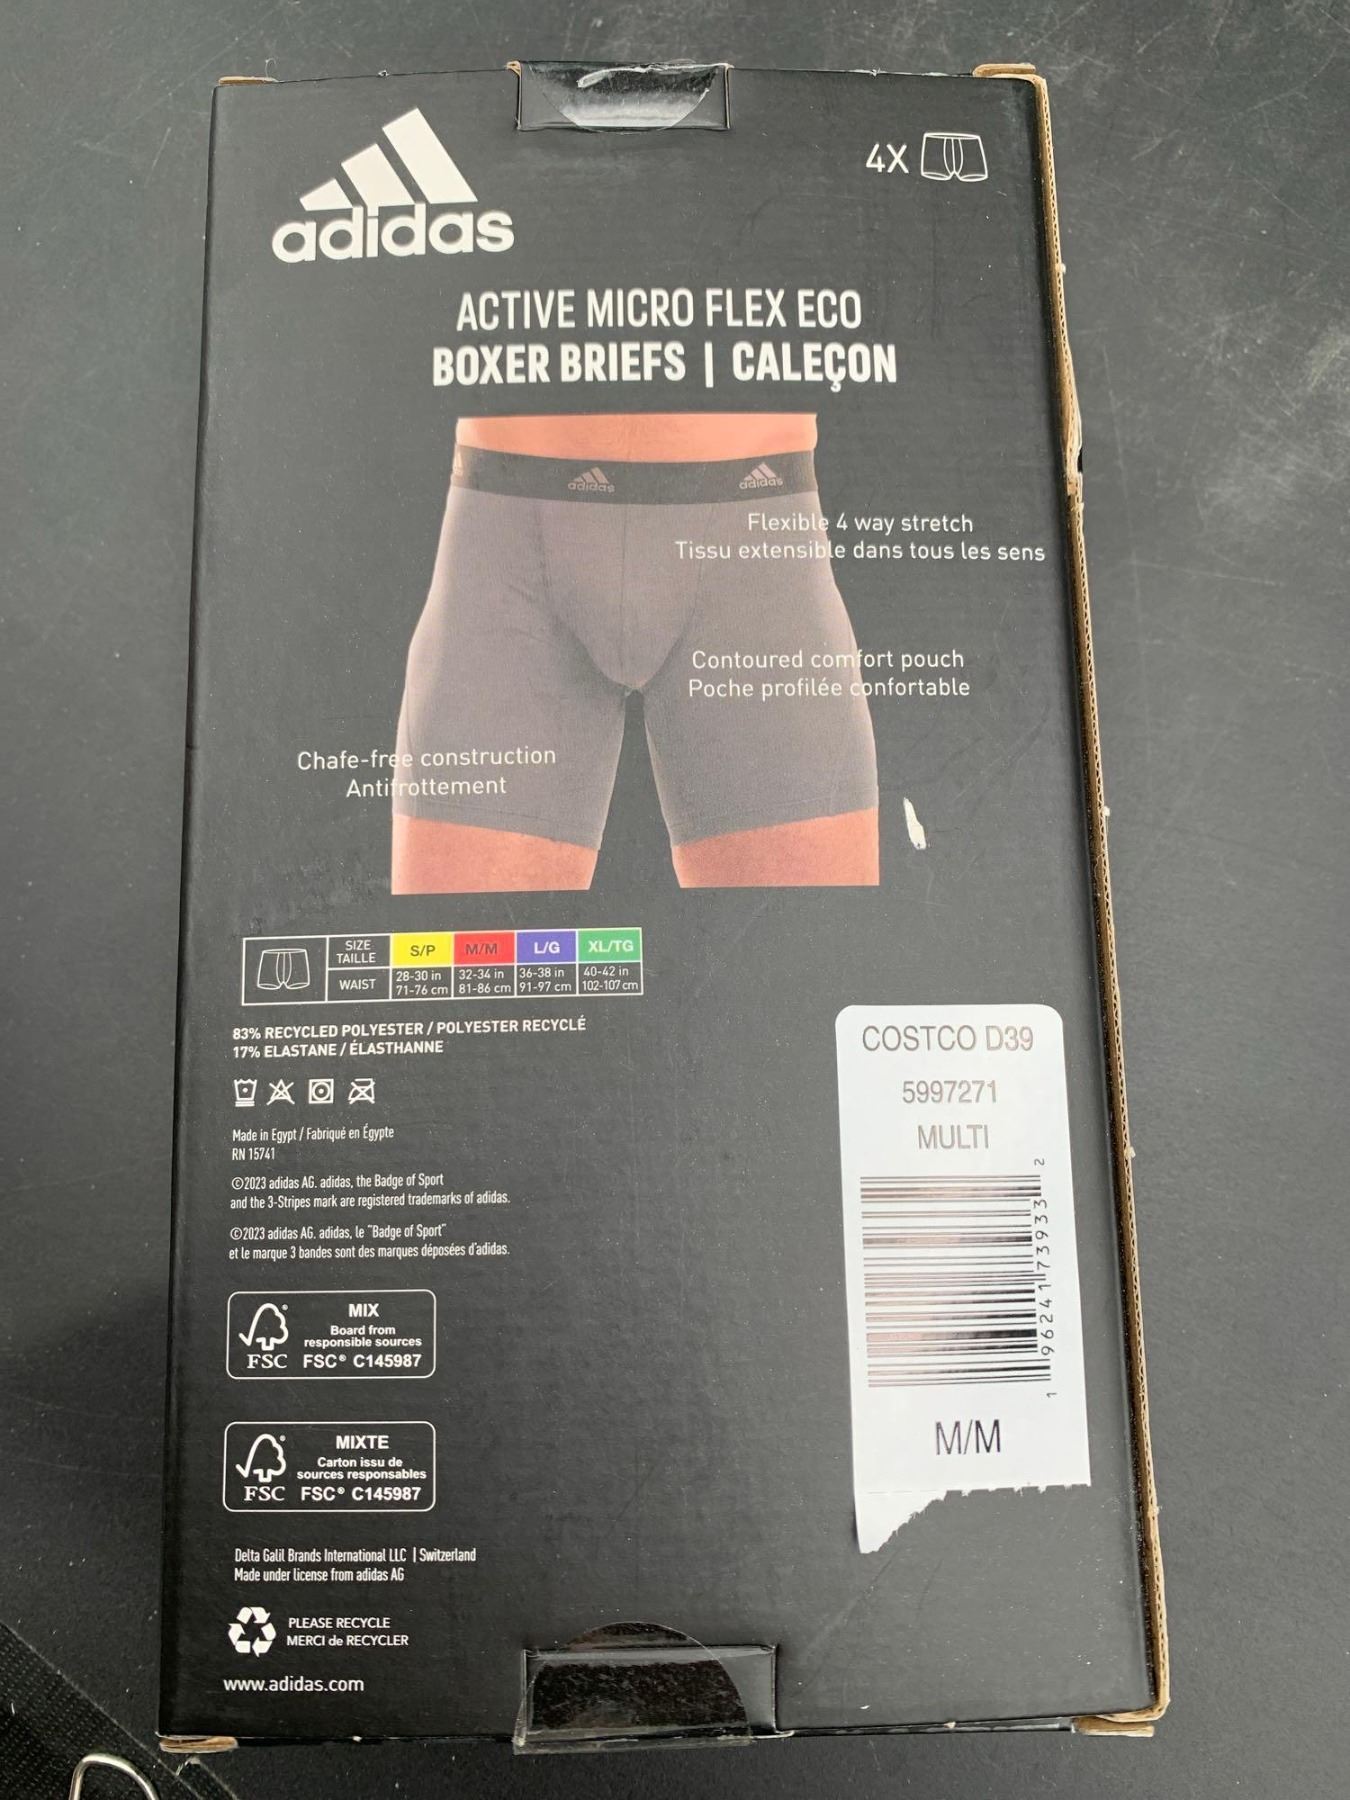 adidas
4X
ACTIVE MICRO FLEX ECO
BOXER BRIEFS | CALEÇON
adidas adidas
Flexible 4 way stretch
Tissu extensible dans tous les sens
Contoured comfort pouch
Poche profilée confortable
Chafe-free construction
Antifrottement
SIZE TAILLE S/P M/M L/G XL/TG
WAIST 28-30 in 32-34 in 36-38 in 40-42 in
71-76 cm 81-86 cm 91-97 cm 102-107 cm
83% RECYCLED POLYESTER / POLYESTER RECYCLÉ
17% ELASTANE / ÉLASTHANNE
Made in Egypt / Fabriqué en Égypte
RN 15741
©2023 adidas AG. adidas, the Badge of Sport
and the 3-Stripes mark are registered trademarks of adidas.
©2023 adidas AG. adidas, le "Badge of Sport"
et le marque 3 bandes sont des marques déposées d'adidas.
FSC
MIX
Board from
responsible sources
FSC® C145987
FSC
MIXTE
Carton issu de
sources responsables
FSC® C145987
Delta Galil Brands International LLC | Switzerland
Made under license from adidas AG
PLEASE RECYCLE
MERCI de RECYCLER
www.adidas.com
COSTCO D39
5997271
MULTI
1 96241 73933 2
M/M